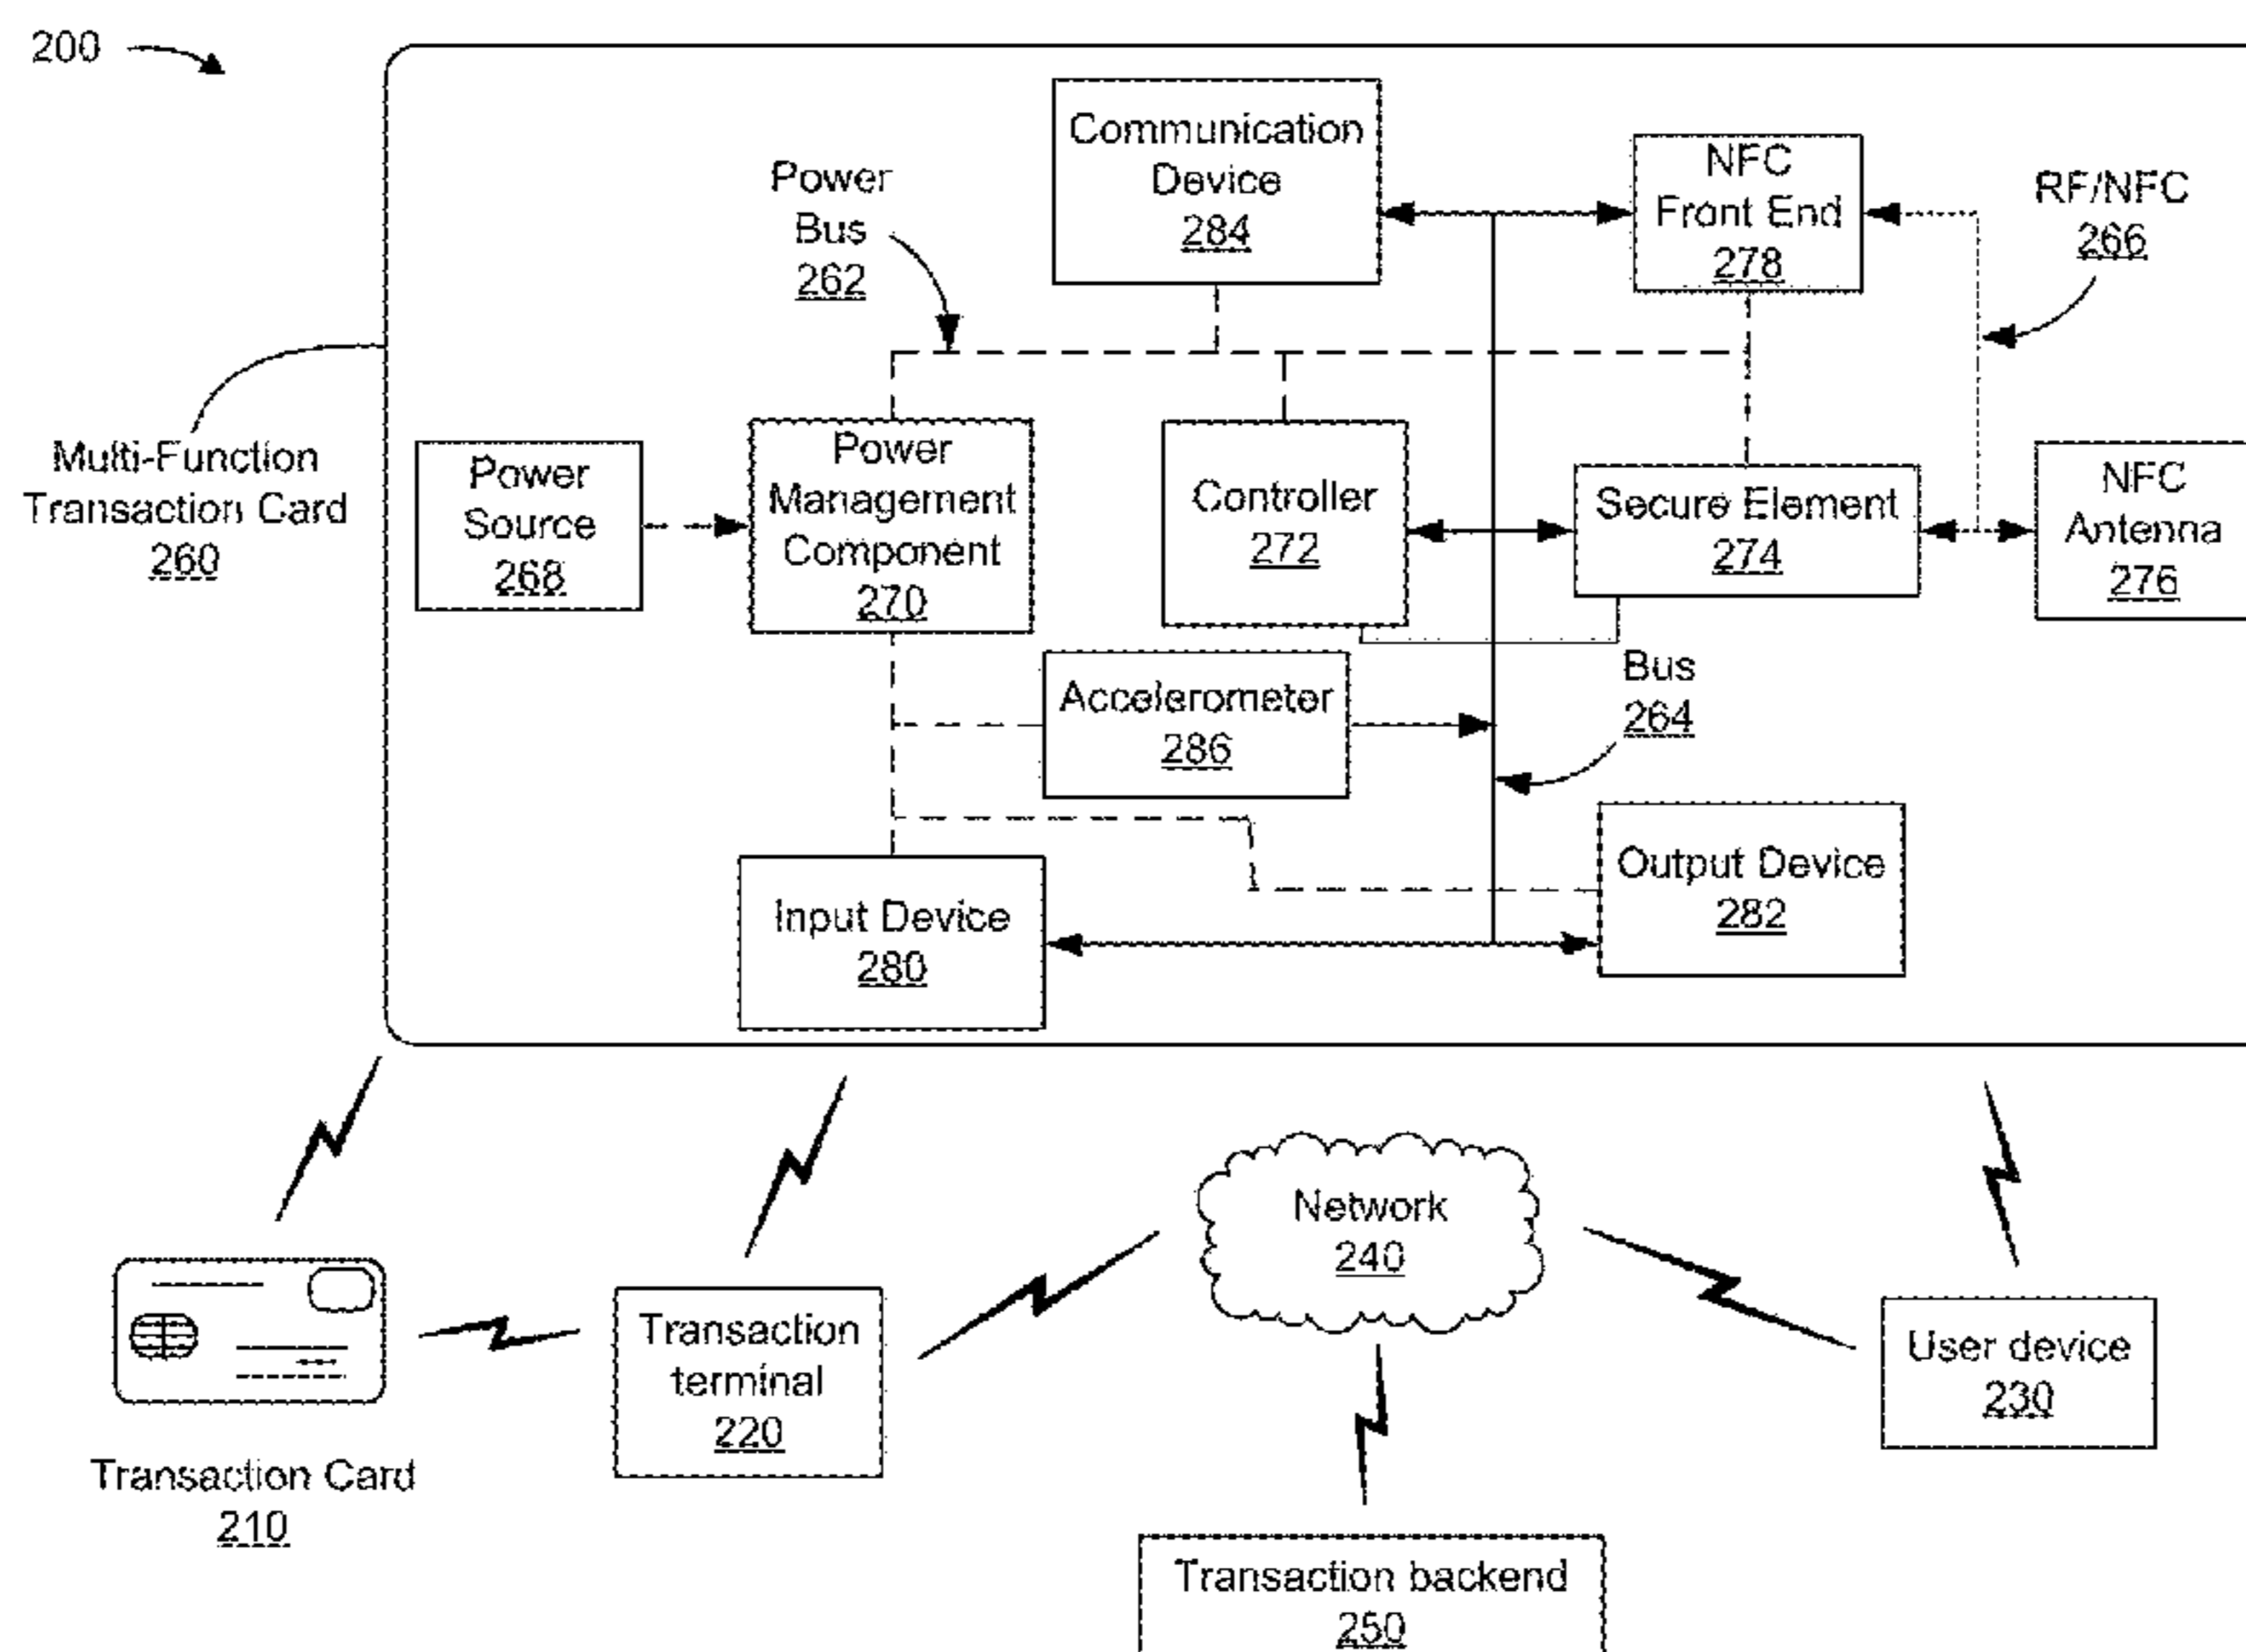 200
Communication
Device
284
NFC
Front End
278
RF/NFC
266
Power
Bus
262
Multi-Function
Transaction Card
260
Power
Source
268
Power
Management
Component
270
Controller
272
Secure Element
274
NFC
Antenna
276
Accelerometer
286
Bus
264
Input Device
280
Output Device
282
Network
240
Transaction Card
210
Transaction
terminal
220
User device
230
Transaction backend
250